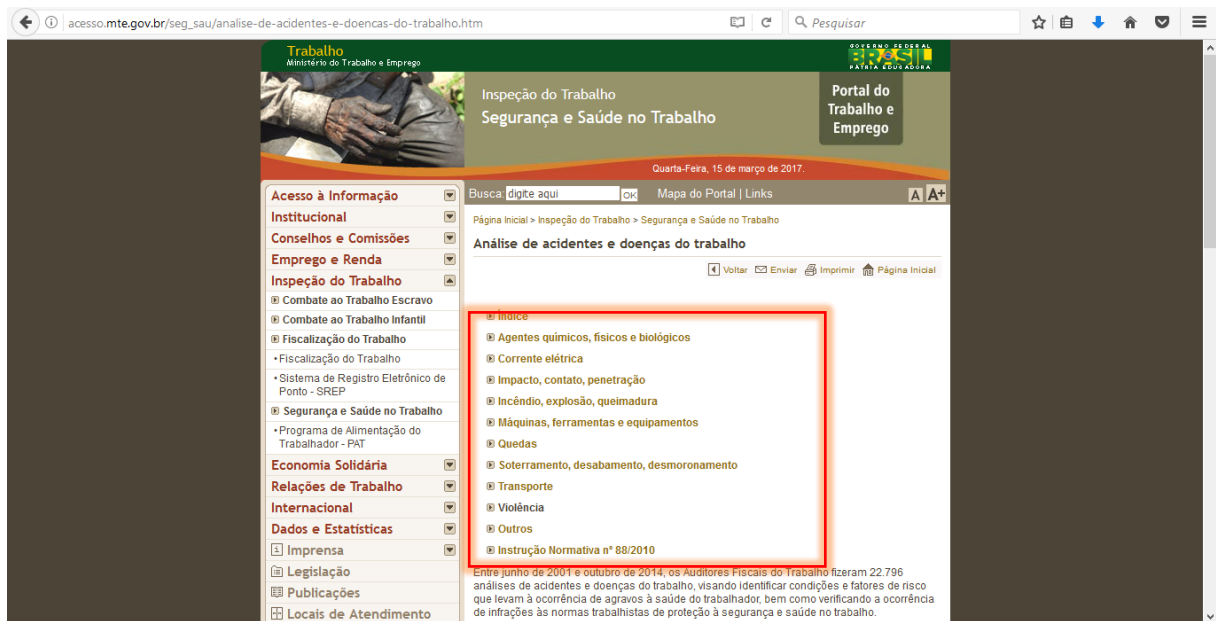 acesso.mte.gov.br/seg_sau/analise-de-acidentes-e-doencas-do-trabalho.htm
Pesquisar
Trabalho
Ministério do Trabalho e Emprego
GOVERNO FEDERAL
BRASIL
PÁTRIA EDUCADORA
Inspeção do Trabalho
Segurança e Saúde no Trabalho
Portal do
Trabalho e
Emprego
Quarta-Feira, 15 de março de 2017.
Busca: digite aqui OK Mapa do Portal | Links A A+
Acesso à Informação
Institucional
Conselhos e Comissões
Emprego e Renda
Inspeção do Trabalho
Combate ao Trabalho Escravo
Combate ao Trabalho Infantil
Fiscalização do Trabalho
•Fiscalização do Trabalho
•Sistema de Registro Eletrônico de
Ponto - SREP
Segurança e Saúde no Trabalho
•Programa de Alimentação do
Trabalhador - PAT
Economia Solidária
Relações de Trabalho
Internacional
Dados e Estatísticas
Imprensa
Legislação
Publicações
Locais de Atendimento
Página Inicial > Inspeção do Trabalho > Segurança e Saúde no Trabalho
Análise de acidentes e doenças do trabalho
Voltar Enviar Imprimir Página Inicial
Índice
Agentes químicos, físicos e biológicos
Corrente elétrica
Impacto, contato, penetração
Incêndio, explosão, queimadura
Máquinas, ferramentas e equipamentos
Quedas
Soterramento, desabamento, desmoronamento
Transporte
Violência
Outros
Instrução Normativa nº 88/2010
Entre junho de 2001 e outubro de 2014, os Auditores Fiscais do Trabalho fizeram 22.796
análises de acidentes e doenças do trabalho, visando identificar condições e fatores de risco
que levam à ocorrência de agravos à saúde do trabalhador, bem como verificando a ocorrência
de infrações às normas trabalhistas de proteção à segurança e saúde no trabalho.